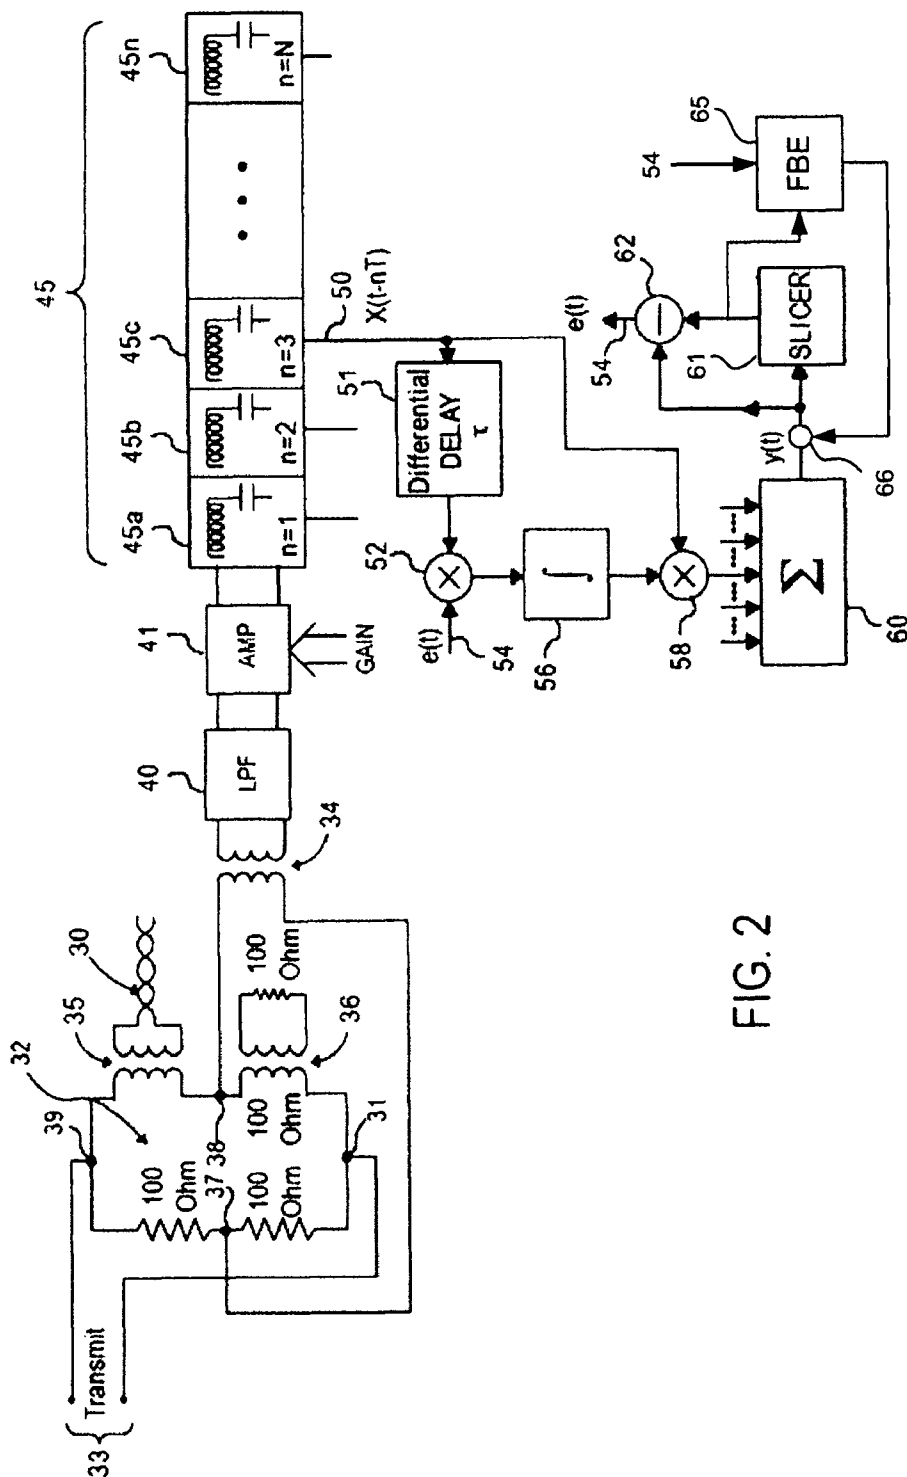 45
45a
45b
45c
45n
n=1
n=2
n=3
n=N
41
AMP
GAIN
40
LPF
34
X(t-nT)
50
51
Differential
DELAY
τ
52
e(t)
54
56
∫
58
60
Σ
y(t)
66
61
SLICER
62
e(t)
54
54
65
FBE
30
35
32
39
100
Ohm
37
38
100
Ohm
100
Ohm
100
Ohm
36
31
Transmit
33
FIG. 2